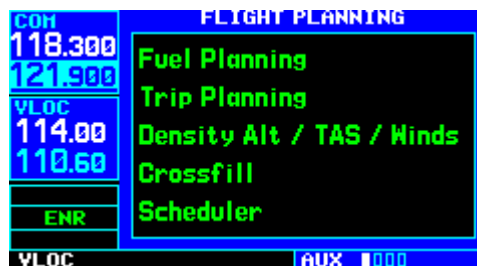 COM
118.300
121.900
VLOC
114.00
110.60
ENR
VLOC
FLIGHT PLANNING
Fuel Planning
Trip Planning
Density Alt / TAS / Winds
Crossfill
Scheduler
AUX